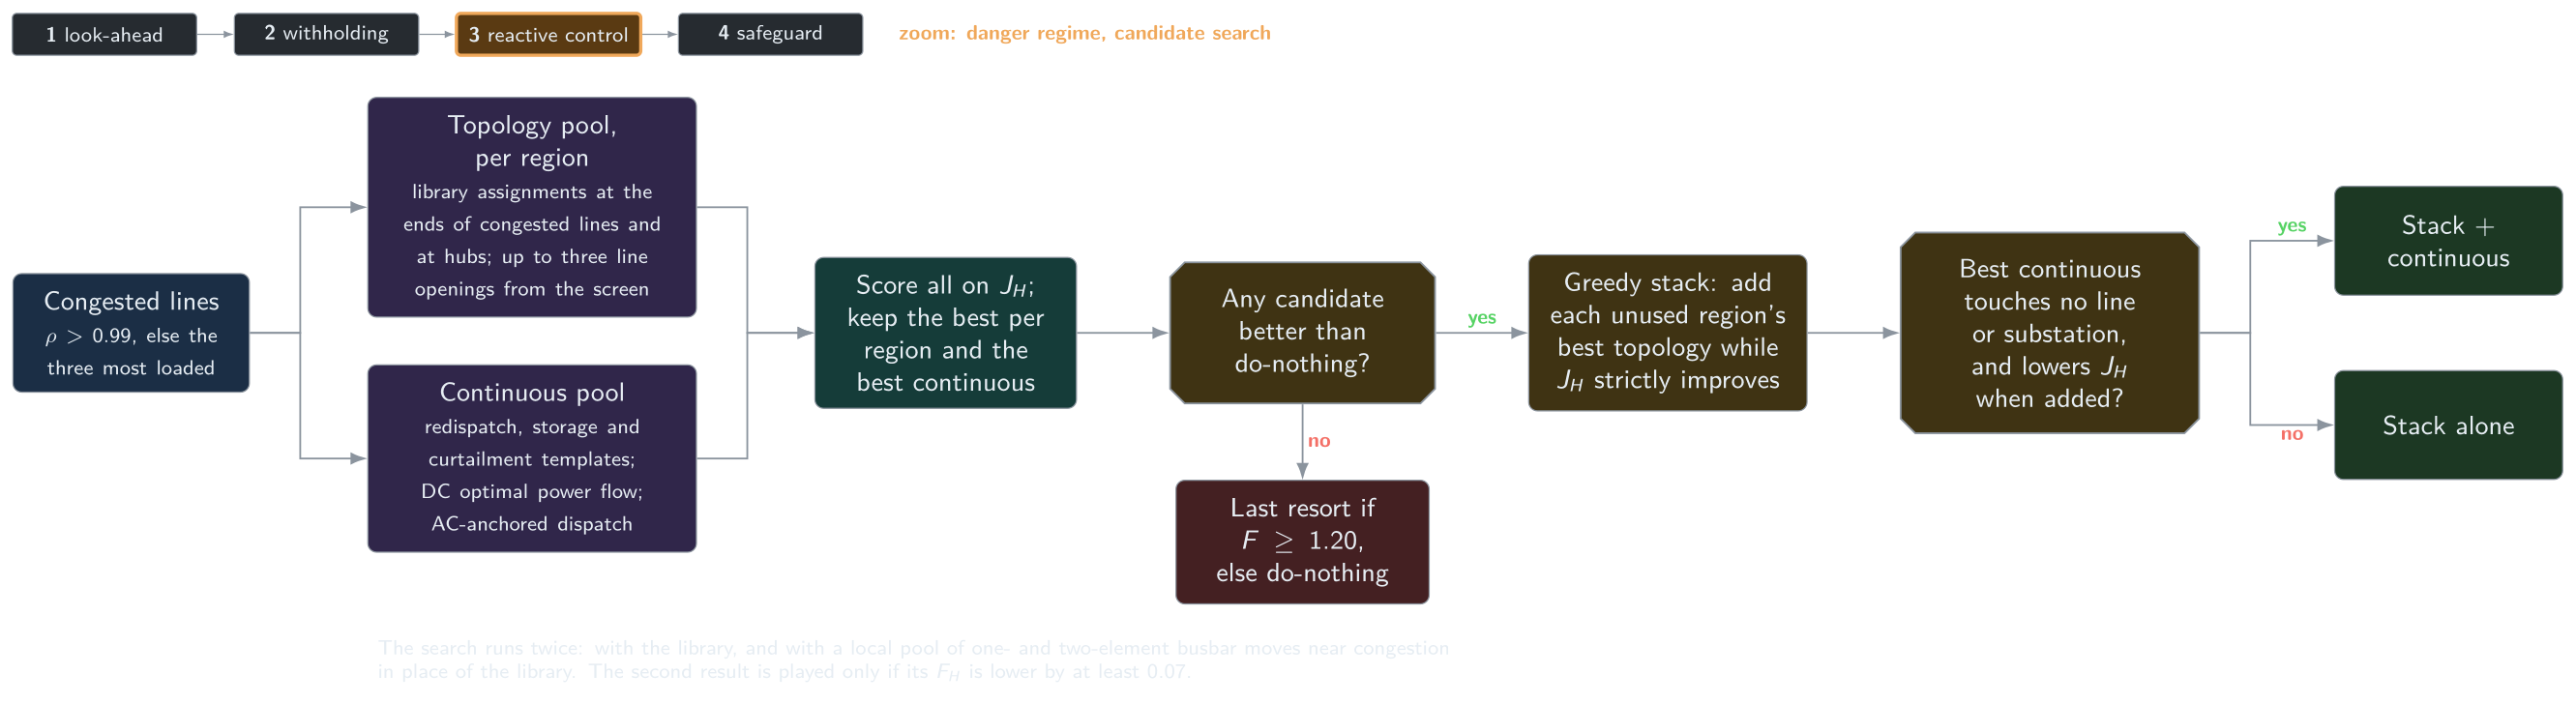 1 look-ahead
2 withholding
3 reactive control
4 safeguard
zoom: danger regime, candidate search
Congested lines
ρ > 0.99, else the
three most loaded
Topology pool,
per region
library assignments at the
ends of congested lines and
at hubs; up to three line
openings from the screen
Continuous pool
redispatch, storage and
curtailment templates;
DC optimal power flow;
AC-anchored dispatch
Score all on J_H;
keep the best per
region and the
best continuous
Any candidate
better than
do-nothing?
yes
no
Last resort if
F ≥ 1.20,
else do-nothing
Greedy stack: add
each unused region's
best topology while
J_H strictly improves
Best continuous
touches no line
or substation,
and lowers J_H
when added?
yes
Stack +
continuous
no
Stack alone
The search runs twice: with the library, and with a local pool of one- and two-element busbar moves near congestion
in place of the library. The second result is played only if its F_H is lower by at least 0.07.